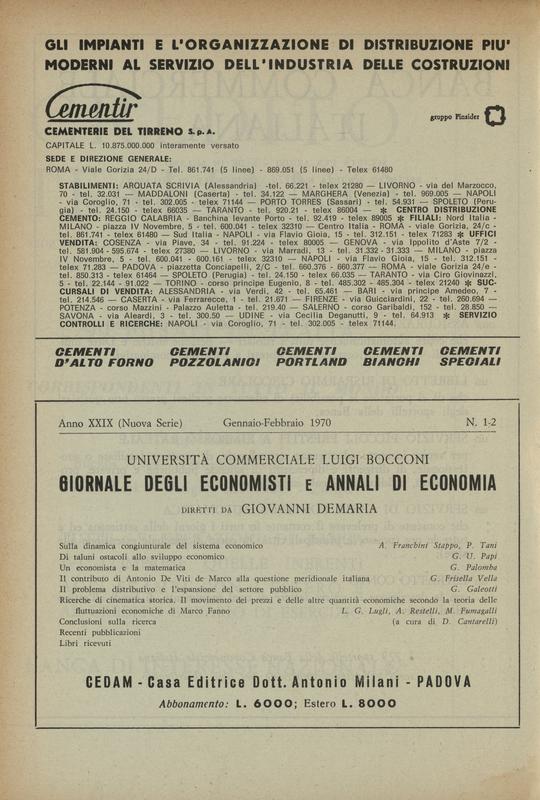 GLI IMPIANTI E L'ORGANIZZAZIONE DI DISTRIBUZIONE PIU'
MODERNI AL SERVIZIO DELL'INDUSTRIA DELLE COSTRUZIONI
Cementir
gruppo Finsider
CEMENTERIE DEL TIRRENO S.p.A.
CAPITALE L. 10.875.000.000 interamente versato
SEDE E DIREZIONE GENERALE:
ROMA - Viale Gorizia 24/D - Tel. 861.741 (5 linee) - 869.051 (5 linee) - Telex 61480
STABILIMENTI: ARQUATA SCRIVIA (Alessandria) -tel. 66.221 - telex 21280 — LIVORNO - via del Marzocco,
70 - tel. 32.031 — MADDALONI (Caserta) - tel. 34.122 — MARGHERA (Venezia) - tel. 969.005 — NAPOLI
- via Coroglio, 71 - tel. 302.005 - telex 71144 — PORTO TORRES (Sassari) - tel. 54.931 — SPOLETO (Peru-
gia) - tel. 24.150 - telex 66035 — TARANTO - tel. 920.21 - telex 86004 — ✻ CENTRO DISTRIBUZIONE
CEMENTO: REGGIO CALABRIA - Banchina levante Porto - tel. 92.419 - telex 89005 ✻ FILIALI: Nord Italia -
MILANO - piazza IV Novembre, 5 - tel. 600.041 - telex 32310 — Centro Italia - ROMA - viale Gorizia, 24/c -
tel. 861.741 - telex 61480 — Sud Italia - NAPOLI - via Flavio Gioia, 15 - tel. 312.151 - telex 71283 ✻ UFFICI
VENDITA: COSENZA - via Piave, 34 - tel. 91.224 - telex 80005 — GENOVA - via Ippolito d'Aste 7/2 -
tel. 581.904 - 595.674 - telex 27380 — LIVORNO - via Marradi, 13 - tel. 31.332 - 31.333 — MILANO - piazza
IV Novembre, 5 - tel. 600.041 - 600.161 - telex 32310 — NAPOLI - via Flavio Gioia, 15 - tel. 312.151 -
telex 71.283 — PADOVA - piazzetta Conciapelli, 2/C - tel. 660.376 - 660.377 — ROMA - viale Gorizia 24/e -
tel. 850.313 - telex 61464 — SPOLETO (Perugia) - tel. 24.150 - telex 66.035 — TARANTO - via Ciro Giovinazzi,
5 - tel. 22.144 - 91.022 — TORINO - corso principe Eugenio, 8 - tel. 485.302 - 485.304 - telex 21240 ✻ SUC-
CURSALI DI VENDITA: ALESSANDRIA - via Verdi, 42 - tel. 65.461 — BARI - via principe Amedeo, 7 -
tel. 214.546 — CASERTA - via Ferrarecce, 1 - tel. 21.671 — FIRENZE - via Guicciardini, 22 - tel. 260.694 —
POTENZA - corso Mazzini - Palazzo Auletta - tel. 219.40 — SALERNO - corso Garibaldi, 152 - tel. 28.850 —
SAVONA - via Aleardi, 3 - tel. 300.50 — UDINE - via Cecilia Deganutti, 9 - tel. 64.913 ✻ SERVIZIO
CONTROLLI E RICERCHE: NAPOLI - via Coroglio, 71 - tel. 302.005 - telex 71144.
CEMENTI CEMENTI CEMENTI CEMENTI CEMENTI
D'ALTO FORNO POZZOLANICI PORTLAND BIANCHI SPECIALI
Anno XXIX (Nuova Serie) Gennaio-Febbraio 1970 N. 1-2
UNIVERSITÀ COMMERCIALE LUIGI BOCCONI
GIORNALE DEGLI ECONOMISTI E ANNALI DI ECONOMIA
DIRETTI DA GIOVANNI DEMARIA
Sulla dinamica congiunturale del sistema economico A. Franchini Stappo, P. Tani
Di taluni ostacoli allo sviluppo economico G. U. Papi
Un economista e la matematica G. Palomba
Il contributo di Antonio De Viti de Marco alla questione meridionale italiana G. Frisella Vella
Il problema distributivo e l'espansione del settore pubblico G. Galeotti
Ricerche di cinematica storica. Il movimento dei prezzi e delle altre quantità economiche secondo la teoria delle
fluttuazioni economiche di Marco Fanno L. G. Lugli, A. Restelli, M. Fumagalli
Conclusioni sulla ricerca (a cura di D. Cantarelli)
Recenti pubblicazioni
Libri ricevuti
CEDAM - Casa Editrice Dott. Antonio Milani - PADOVA
Abbonamento: L. 6000; Estero L. 8000